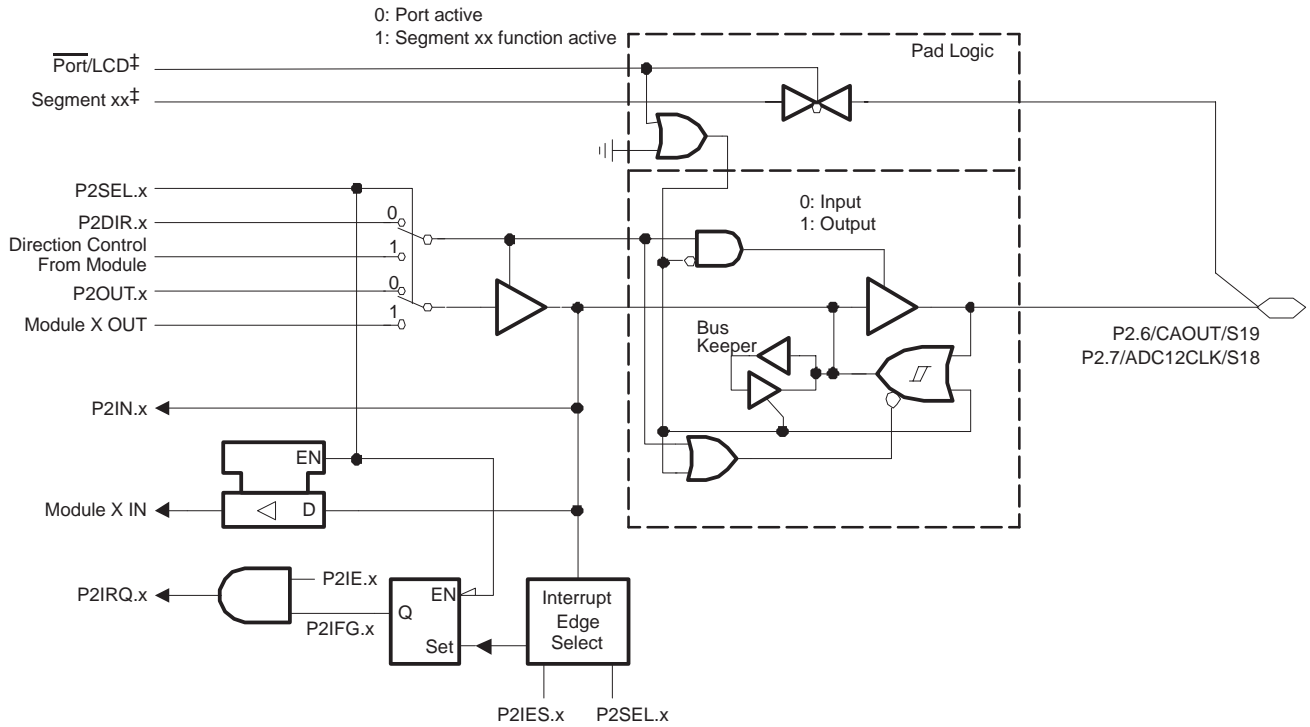 0: Port active
1: Segment xx function active
Pad Logic
Port/LCD‡
Segment xx‡
P2SEL.x
P2DIR.x
0
Direction Control
From Module
1
P2OUT.x
0
Module X OUT
1
0: Input
1: Output
Bus
Keeper
P2.6/CAOUT/S19
P2.7/ADC12CLK/S18
P2IN.x
EN
Module X IN
D
P2IRQ.x
P2IE.x
P2IFG.x
EN
Q
Set
Interrupt
Edge
Select
P2IES.x
P2SEL.x